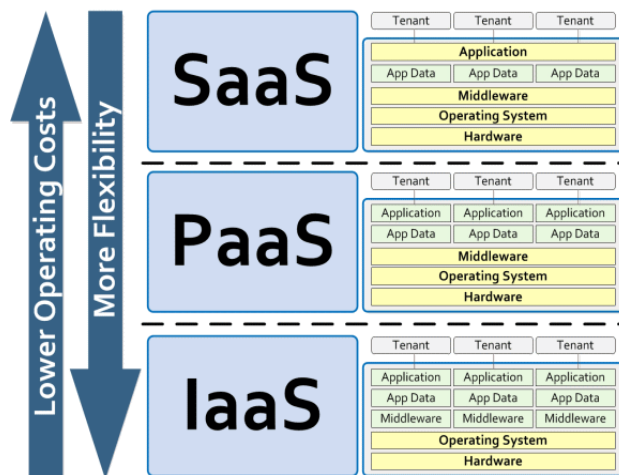 Lower Operating Costs
More Flexibility
SaaS
Tenant Tenant Tenant
Application
App Data App Data App Data
Middleware
Operating System
Hardware
PaaS
Tenant Tenant Tenant
Application Application Application
App Data App Data App Data
Middleware
Operating System
Hardware
IaaS
Tenant Tenant Tenant
Application Application Application
App Data App Data App Data
Middleware Middleware Middleware
Operating System
Hardware